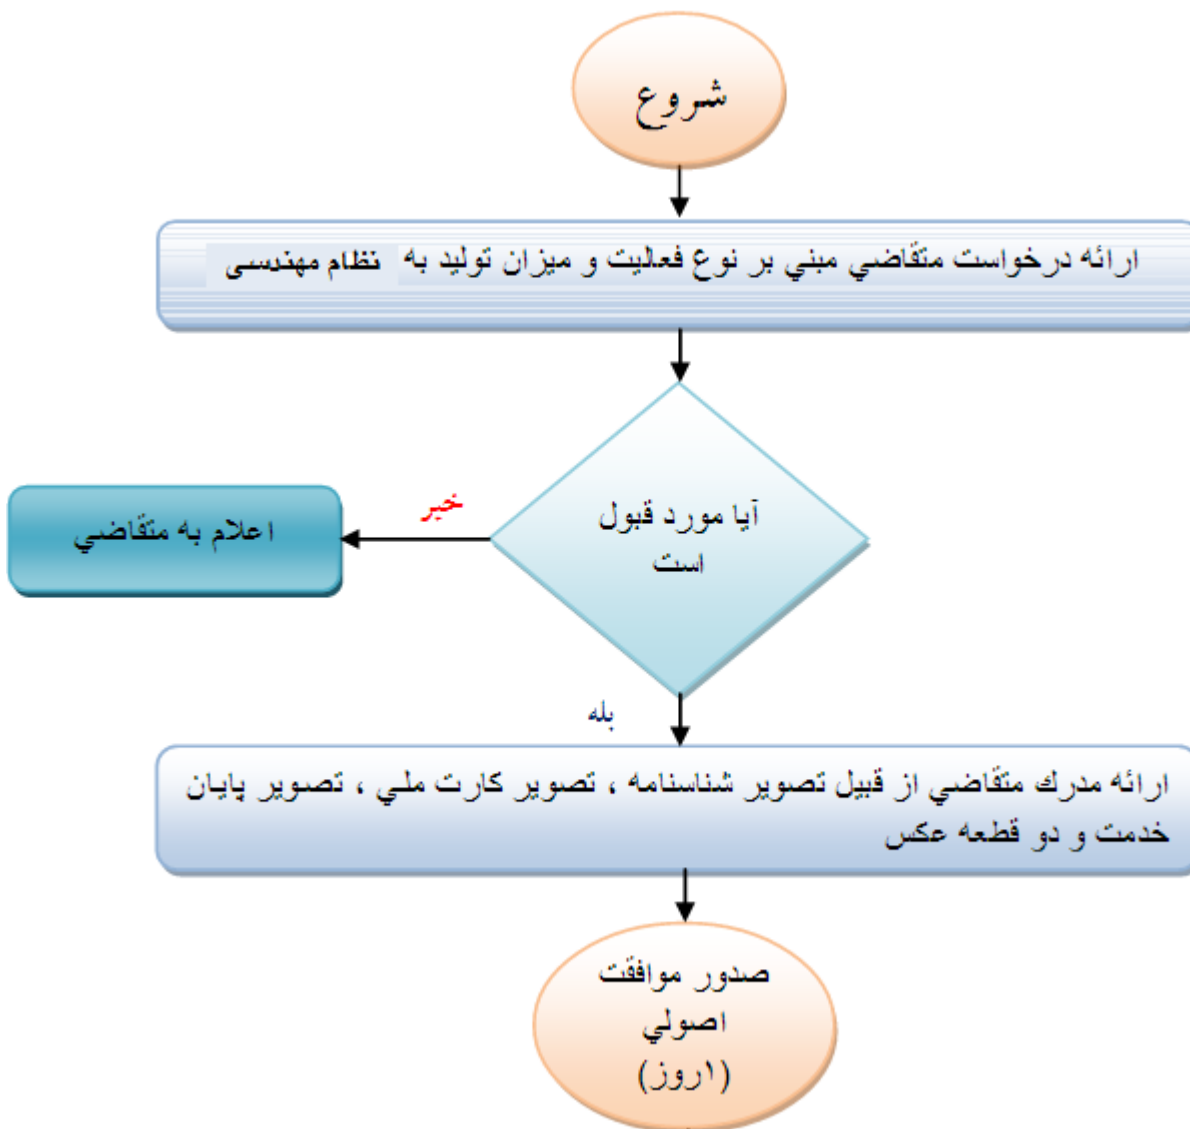 شروع
ارائه درخواست متقاضي مبني بر نوع فعاليت و ميزان توليد به نظام مهندسی
آيا مورد قبول
است
خير
اعلام به متقاضي
بله
ارائه مدرك متقاضي از قبيل تصوير شناسنامه ، تصوير كارت ملي ، تصوير پايان
خدمت و دو قطعه عكس
صدور موافقت
اصولي
(۱روز)